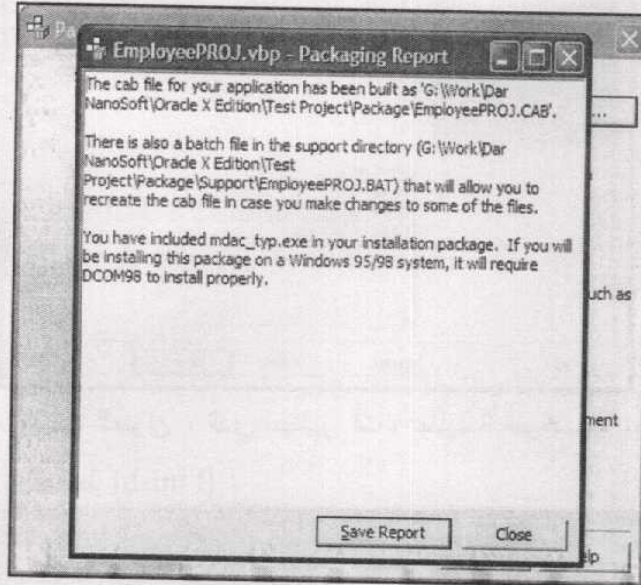 Pa
EmployeePROJ.vbp - Packaging Report
The cab file for your application has been built as 'G:\Work\Dar
NanoSoft\Oracle X Edition\Test Project\Package\EmployeePROJ.CAB'.
...
There is also a batch file in the support directory (G:\Work\Dar
NanoSoft\Oracle X Edition\Test
Project\Package\Support\EmployeePROJ.BAT) that will allow you to
recreate the cab file in case you make changes to some of the files.
You have included mdac_typ.exe in your installation package. If you will
be installing this package on a Windows 95/98 system, it will require
DCOM98 to install properly.
uch as
ment
Save Report
Close
lp